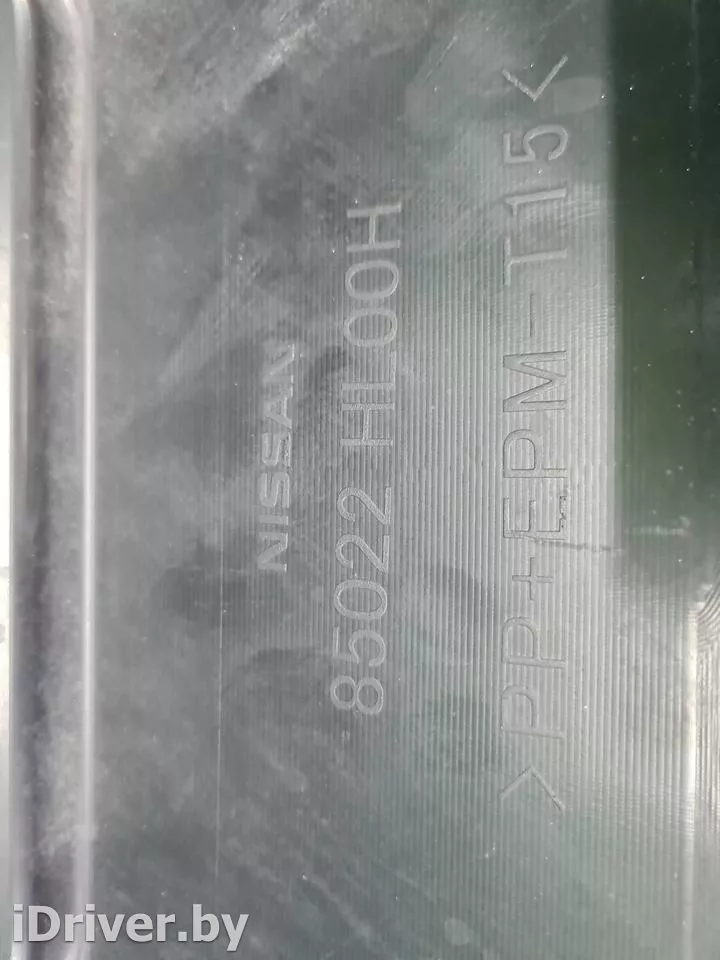 NISSAN
85022 HL00H
>PP+EPM-T15<
iDriver.by